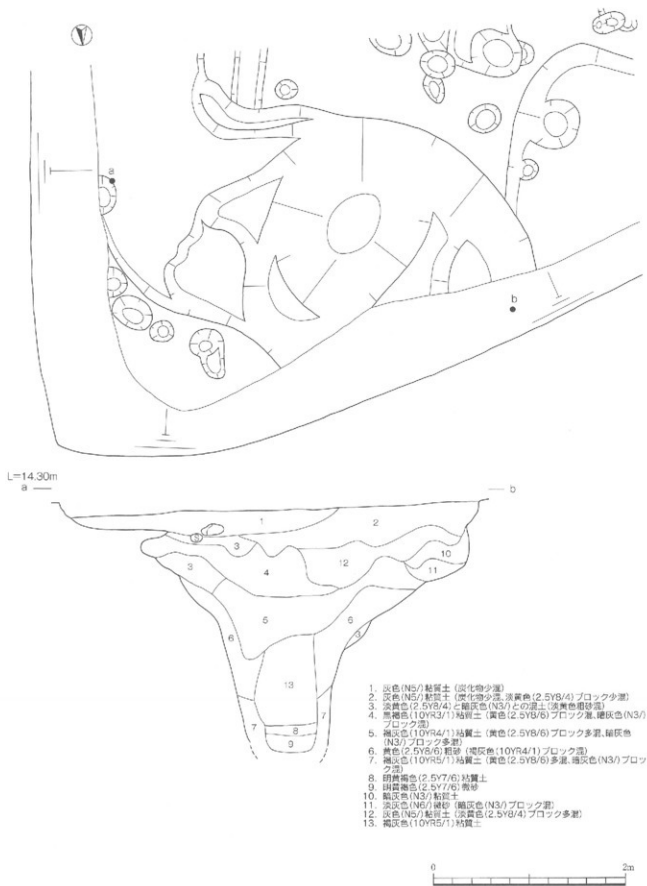 a
b
L=14.30m
a
b
1
2
3
3
4
12
10
11
5
6
6
13
7
7
8
9
1. 灰色(N5/)粘質土 (炭化物少混)
2. 灰色(N5/)粘質土 (炭化物少混、淡黄色(2.5Y8/4)ブロック少混)
3. 淡黄色(2.5Y8/4)と暗灰色(N3/)との混土(淡黄色粗砂混)
4. 黒褐色(10YR3/1)粘質土 (黄色(2.5Y8/6)ブロック混、暗灰色(N3/)
ブロック混)
5. 褐灰色(10YR4/1)粘質土 (黄色(2.5Y8/6)ブロック多混、暗灰色
(N3/)ブロック多混)
6. 黄色(2.5Y8/6)粗砂 (褐灰色(10YR4/1)ブロック混)
7. 褐灰色(10YR5/1)粘質土 (黄色(2.5Y8/6)多混、暗灰色(N3/)ブロッ
ク混)
8. 明黄褐色(2.5Y7/6)粘質土
9. 明黄褐色(2.5Y7/6)微砂
10. 暗灰色(N3/)粘質土
11. 淡灰色(N6/)微砂 (暗灰色(N3/)ブロック混)
12. 灰色(N5/)粘質土 (淡黄色(2.5Y8/4)ブロック多混)
13. 褐灰色(10YR5/1)粘質土
0
2m